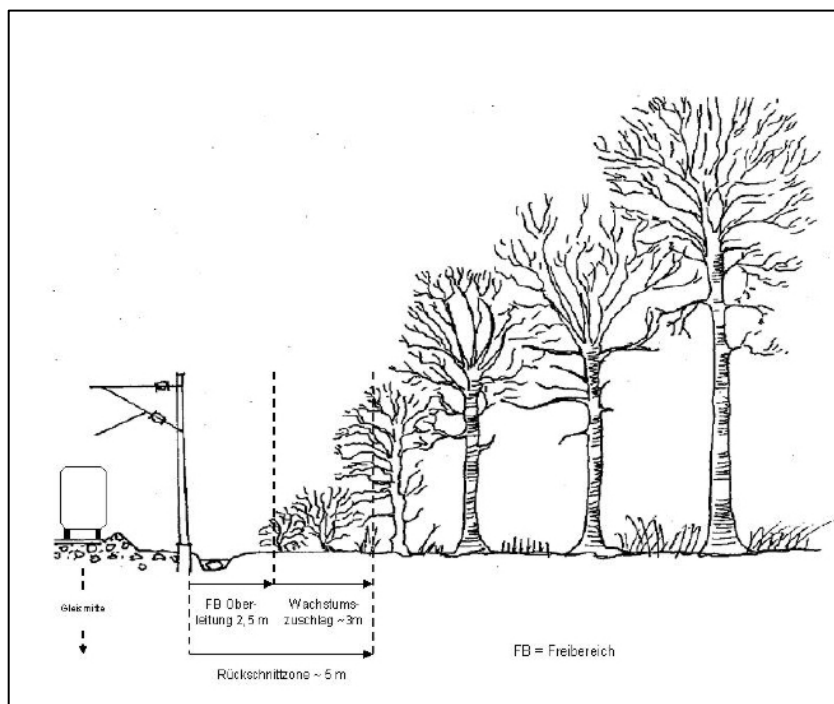 Gleismitte
FB Ober-
leitung 2,5 m
Wachstums-
zuschlag ~3m
Rückschnittzone ~ 5 m
FB = Freibereich